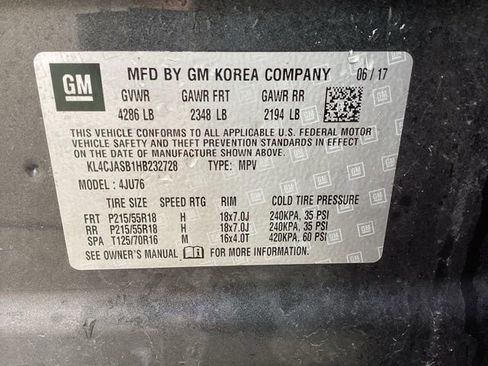 GM MFD BY GM KOREA COMPANY 06/17
GVWR GAWR FRT GAWR RR
4286 LB 2348 LB 2194 LB
THIS VEHICLE CONFORMS TO ALL APPLICABLE U.S. FEDERAL MOTOR
VEHICLE SAFETY AND THEFT PREVENTION STANDARDS IN EFFECT
ON THE DATE OF MANUFACTURE SHOWN ABOVE.
KL4CJASB1HB232728 TYPE: MPV
MODEL: 4JU76
TIRE SIZE SPEED RTG RIM COLD TIRE PRESSURE
FRT P215/55R18 H 18x7.0J 240KPA, 35 PSI
RR P215/55R18 H 18x7.0J 240KPA, 35 PSI
SPA T125/70R16 M 16x4.0T 420KPA, 60 PSI
SEE OWNER'S MANUAL FOR MORE INFORMATION.